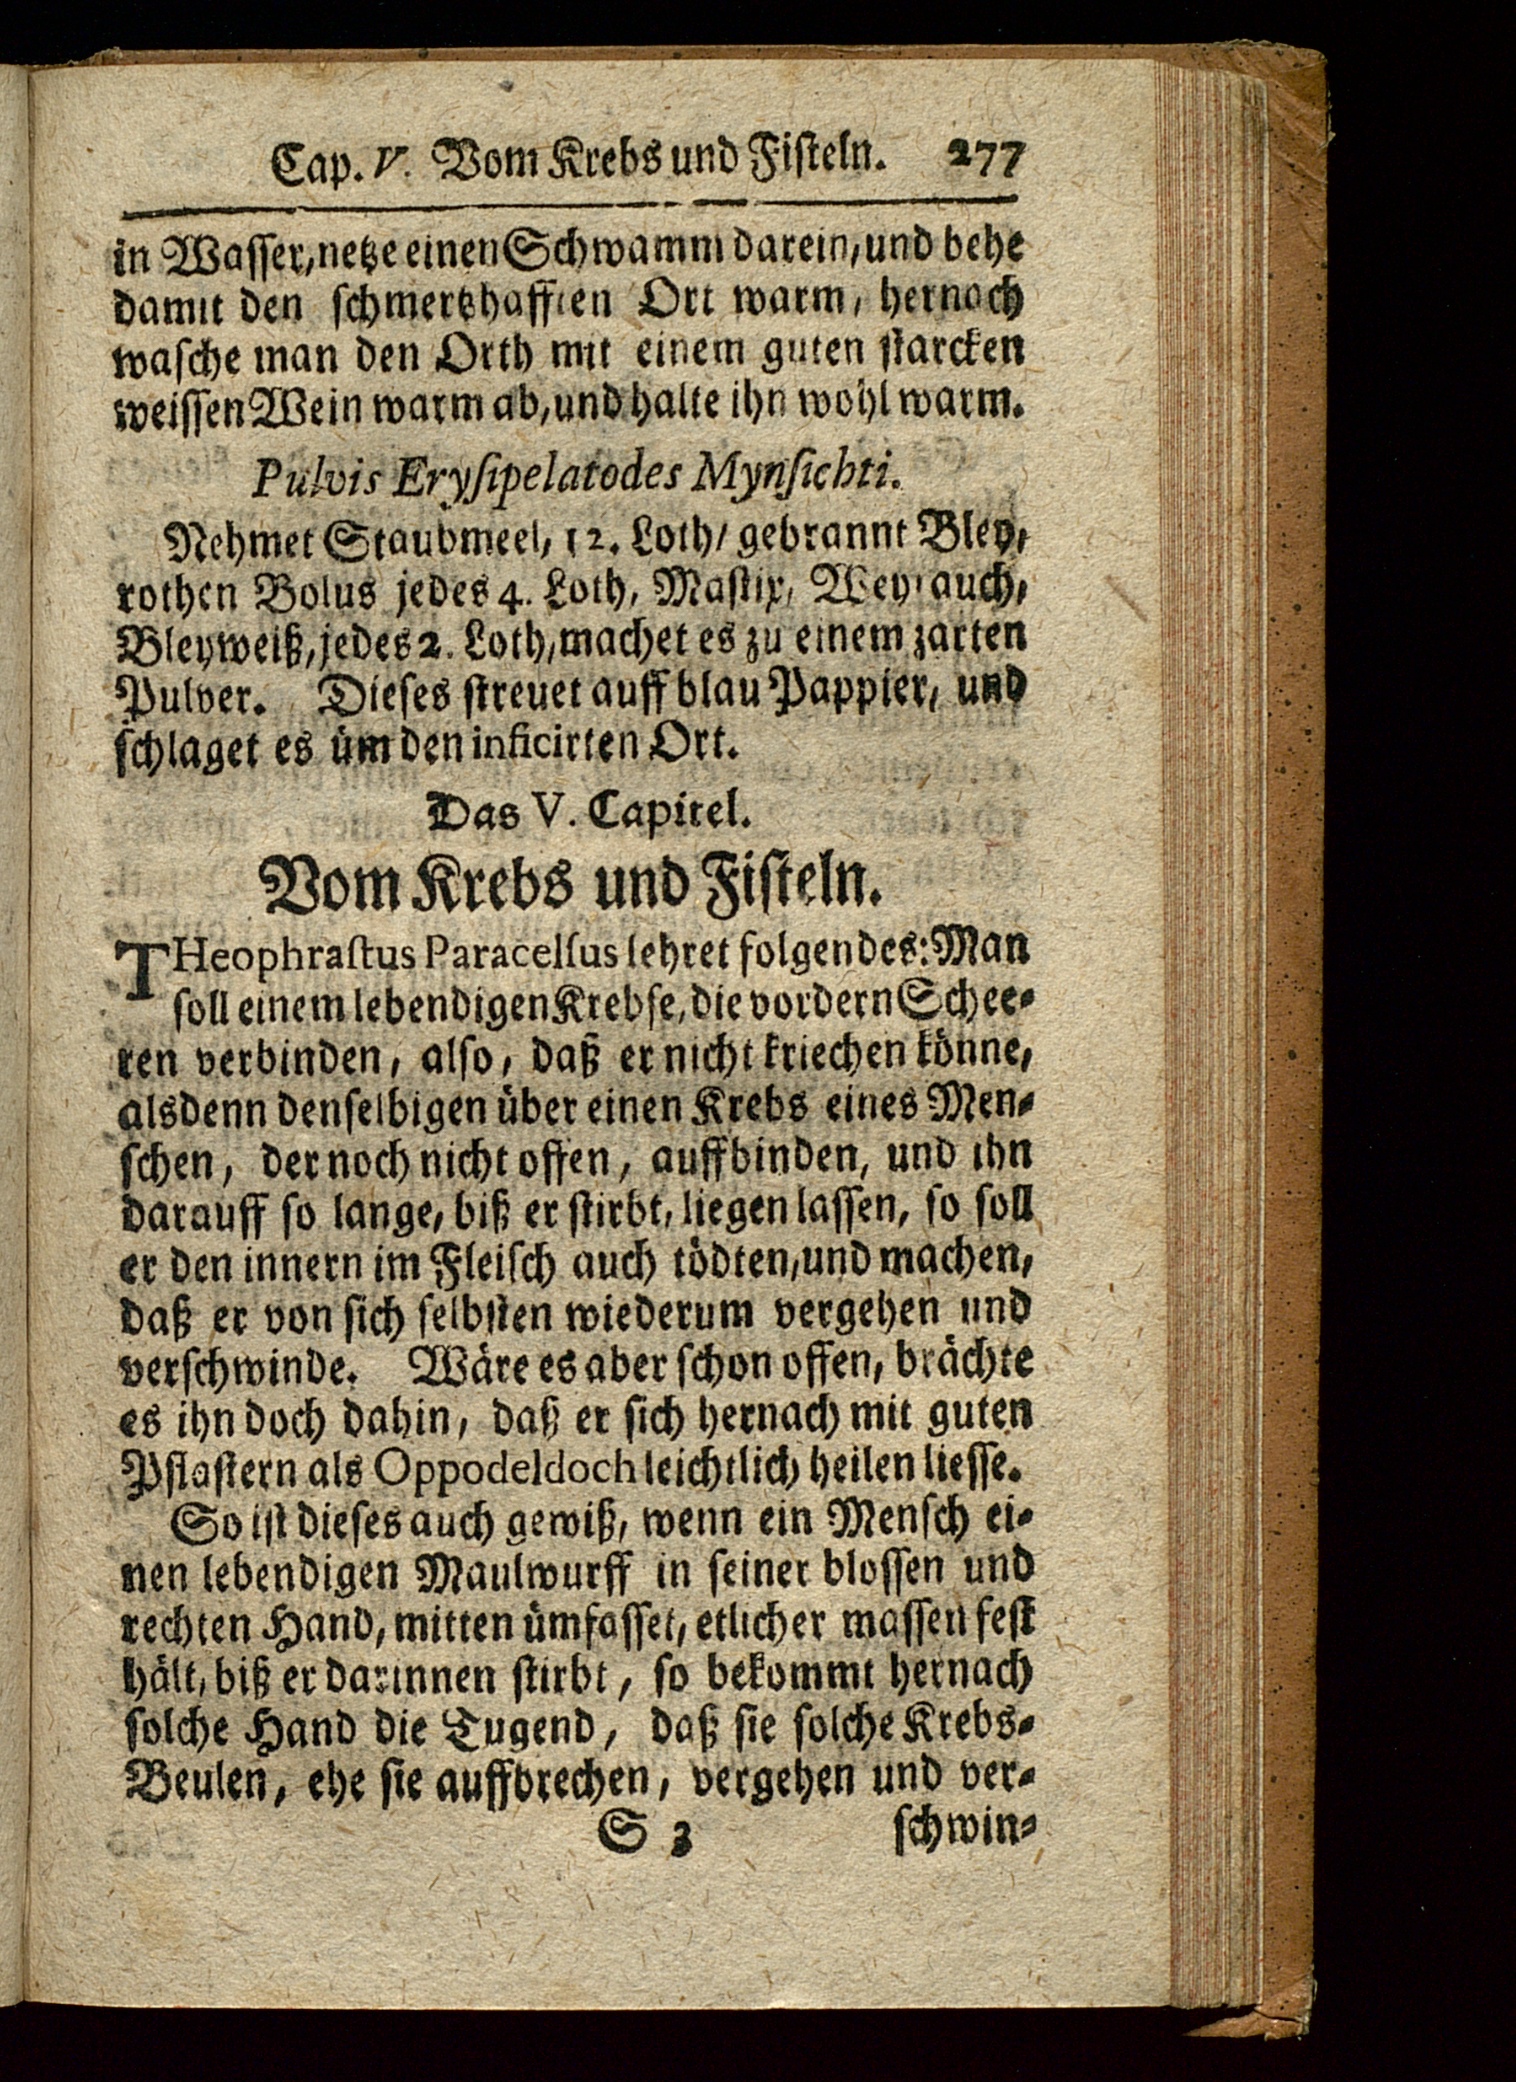 Cap. V. Vom Krebs und Fisteln. 277
in Wasser, netze einen Schwamm darein, und behe
damit den schmertzhafften Ort warm, hernach
wasche man den Orth mit einem guten starcken
weissen Wein warm ab, und halte ihn wohl warm.
Pulvis Erysipelatodes Mynsichti.
Nehmet Staubmeel, 12. Loth, gebrannt Bley,
rothen Bolus jedes 4. Loth, Mastix, Weyrauch,
Bleyweiß, jedes 2. Loth, machet es zu einem zarten
Pulver. Dieses streuet auff blau Pappier, und
schlaget es üm den inficirten Ort.
Das V. Capitel.
Vom Krebs und Fisteln.
THeophrastus Paracelsus lehret folgendes: Man
soll einem lebendigen Krebse, die vordern Schee-
ren verbinden, also, daß er nicht kriechen könne,
alsdenn denselbigen über einen Krebs eines Men-
schen, der noch nicht offen, auffbinden, und ihn
darauff so lange, biß er stirbt, liegen lassen, so soll
er den innern im Fleisch auch tödten, und machen,
daß er von sich selbsten wiederum vergehen und
verschwinde. Wäre es aber schon offen, brächte
es ihn doch dahin, daß er sich hernach mit guten
Pflastern als Oppodeldoch leichtlich heilen liesse.
So ist dieses auch gewiß, wenn ein Mensch ei-
nen lebendigen Maulwurff in seiner blossen und
rechten Hand, mitten ümfasset, etlicher massen fest
hält, biß er darinnen stirbt, so bekommt hernach
solche Hand die Tugend, daß sie solche Krebs-
Beulen, ehe sie auffbrechen, vergehen und ver-
S 3 schwin-